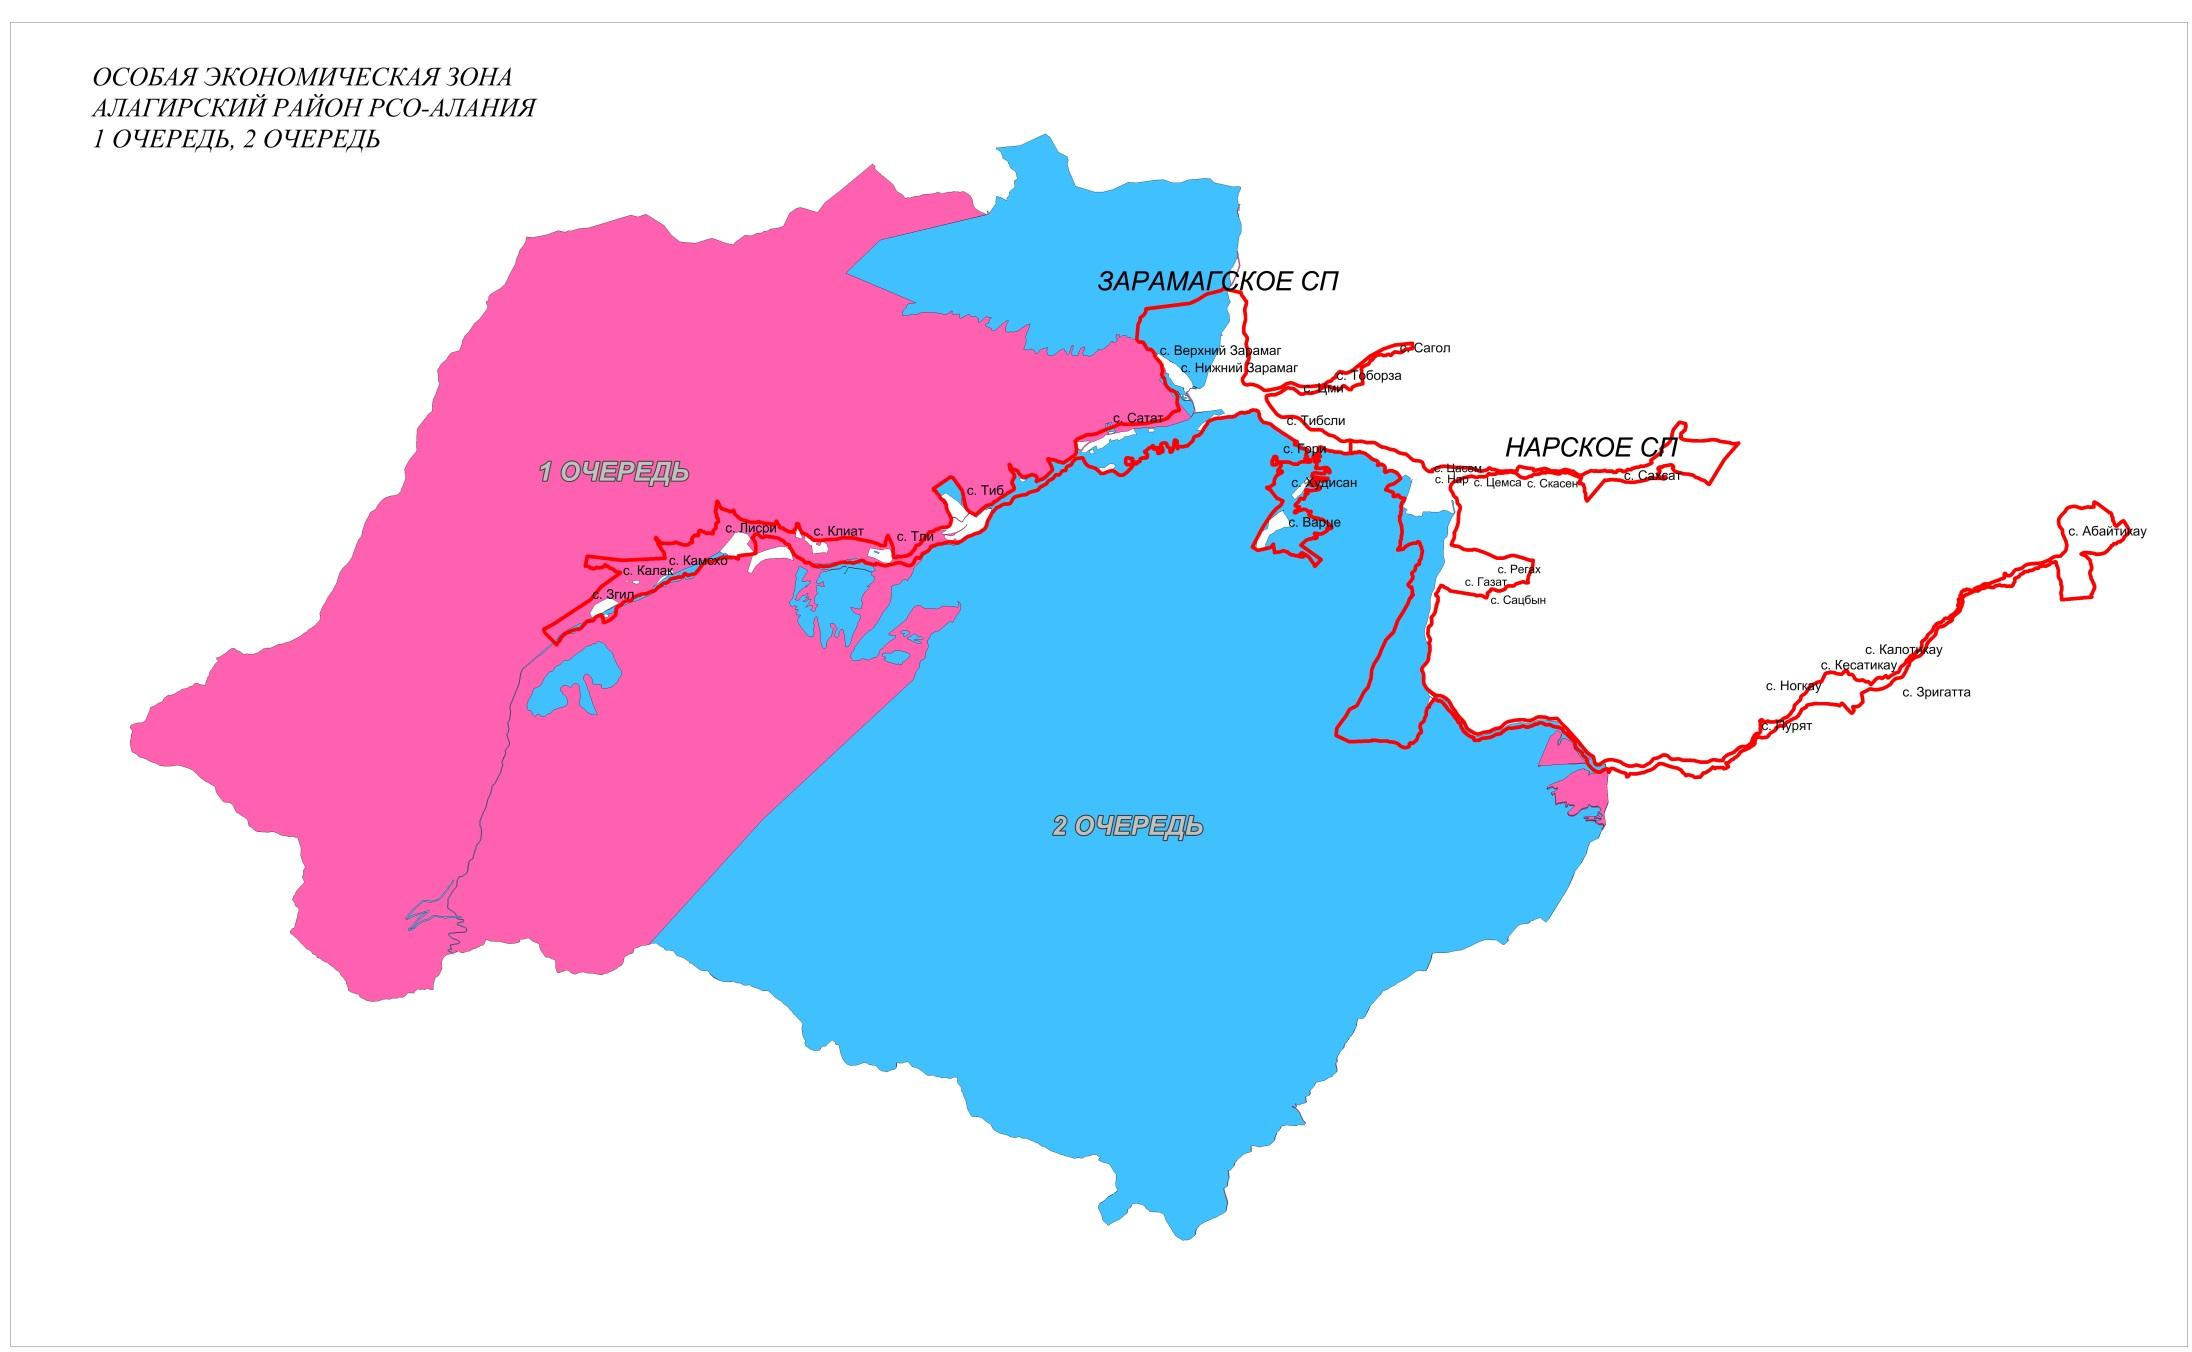 ОСОБАЯ ЭКОНОМИЧЕСКАЯ ЗОНА
АЛАГИРСКИЙ РАЙОН РСО-АЛАНИЯ
1 ОЧЕРЕДЬ, 2 ОЧЕРЕДЬ
ЗАРАМАГСКОЕ СП
с. Верхний Зарамаг
с. Сагол
с. Нижний Зарамаг
с. Тоборза
с. Цми
с. Сатат
с. Тибсли
с. Гори
НАРСКОЕ СП
1 ОЧЕРЕДЬ
с. Цасем
с. Нар
с. Цемса
с. Скасен
с. Сахсат
с. Худисан
с. Тиб
с. Варце
с. Лисри
с. Клиат
с. Тли
с. Абайтикау
с. Камсхо
с. Калак
с. Регах
с. Газат
с. Згил
с. Сацбын
с. Калотикау
с. Кесатикау
с. Ногкау
с. Зригатта
с. Пурят
2 ОЧЕРЕДЬ